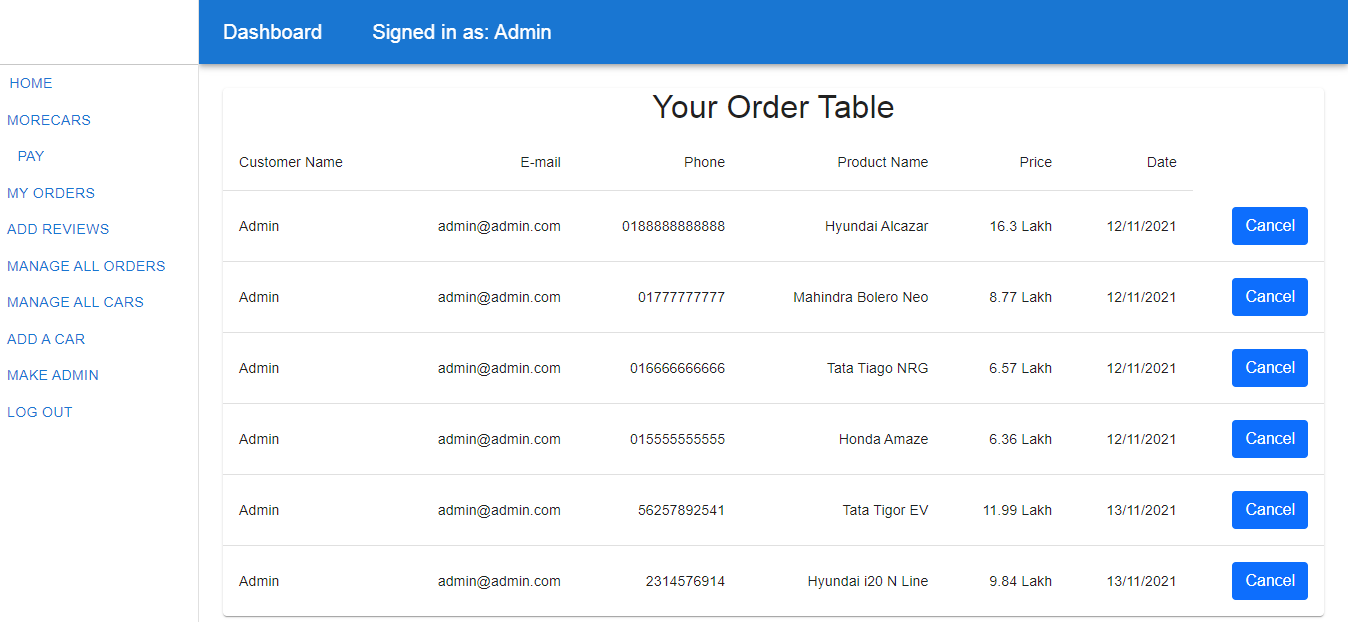 Dashboard Signed in as: Admin
HOME
MORECARS
PAY
MY ORDERS
ADD REVIEWS
MANAGE ALL ORDERS
MANAGE ALL CARS
ADD A CAR
MAKE ADMIN
LOG OUT
Your Order Table
Customer Name E-mail Phone Product Name Price Date
Admin admin@admin.com 0188888888888 Hyundai Alcazar 16.3 Lakh 12/11/2021 Cancel
Admin admin@admin.com 01777777777 Mahindra Bolero Neo 8.77 Lakh 12/11/2021 Cancel
Admin admin@admin.com 016666666666 Tata Tiago NRG 6.57 Lakh 12/11/2021 Cancel
Admin admin@admin.com 015555555555 Honda Amaze 6.36 Lakh 12/11/2021 Cancel
Admin admin@admin.com 56257892541 Tata Tigor EV 11.99 Lakh 13/11/2021 Cancel
Admin admin@admin.com 2314576914 Hyundai i20 N Line 9.84 Lakh 13/11/2021 Cancel